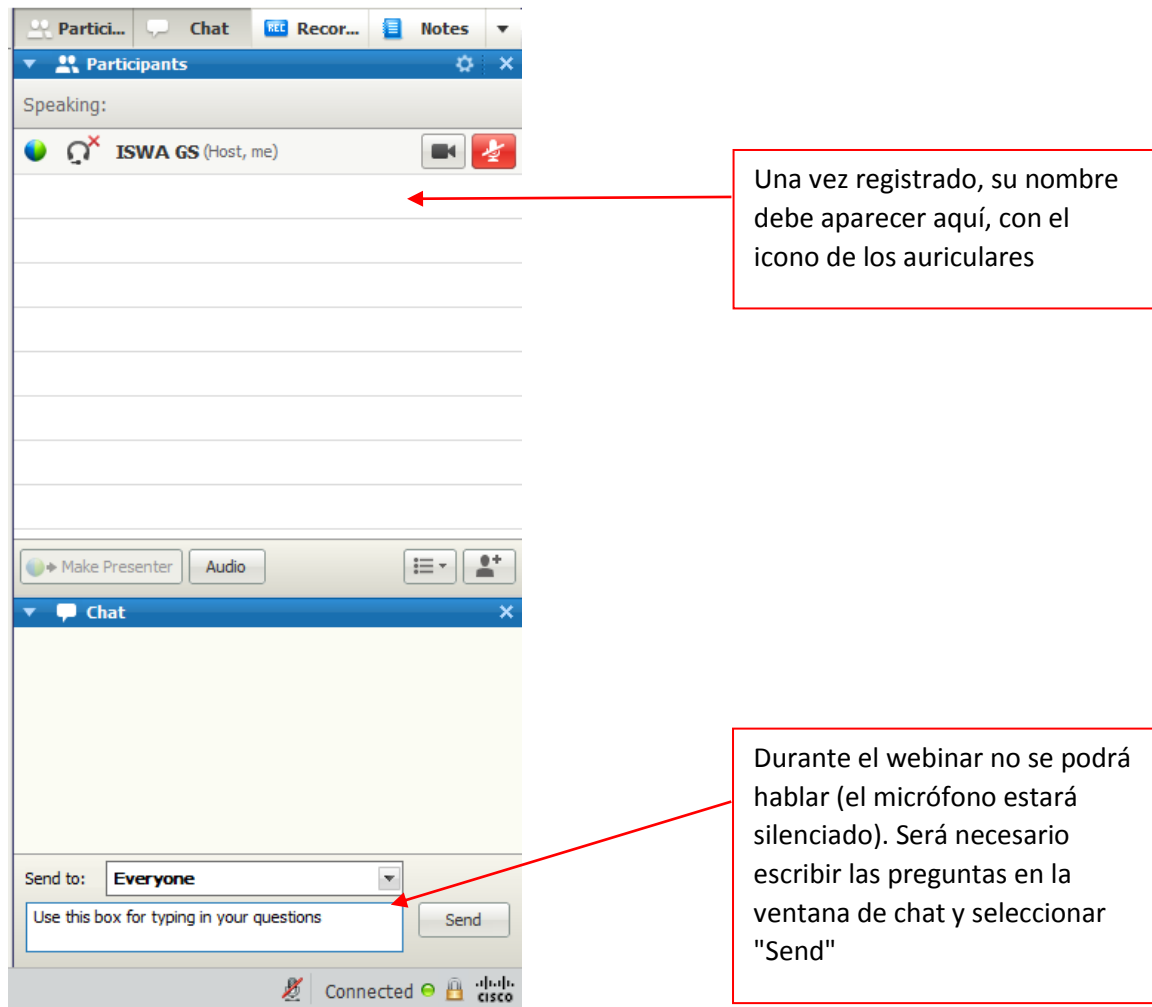 Partici... Chat REC Recor... Notes
Participants
Speaking:
ISWA GS (Host, me)
Una vez registrado, su nombre
debe aparecer aquí, con el
icono de los auriculares
Make Presenter Audio
Chat
Durante el webinar no se podrá
hablar (el micrófono estará
silenciado). Será necesario
escribir las preguntas en la
ventana de chat y seleccionar
"Send"
Send to: Everyone
Use this box for typing in your questions Send
Connected CISCO